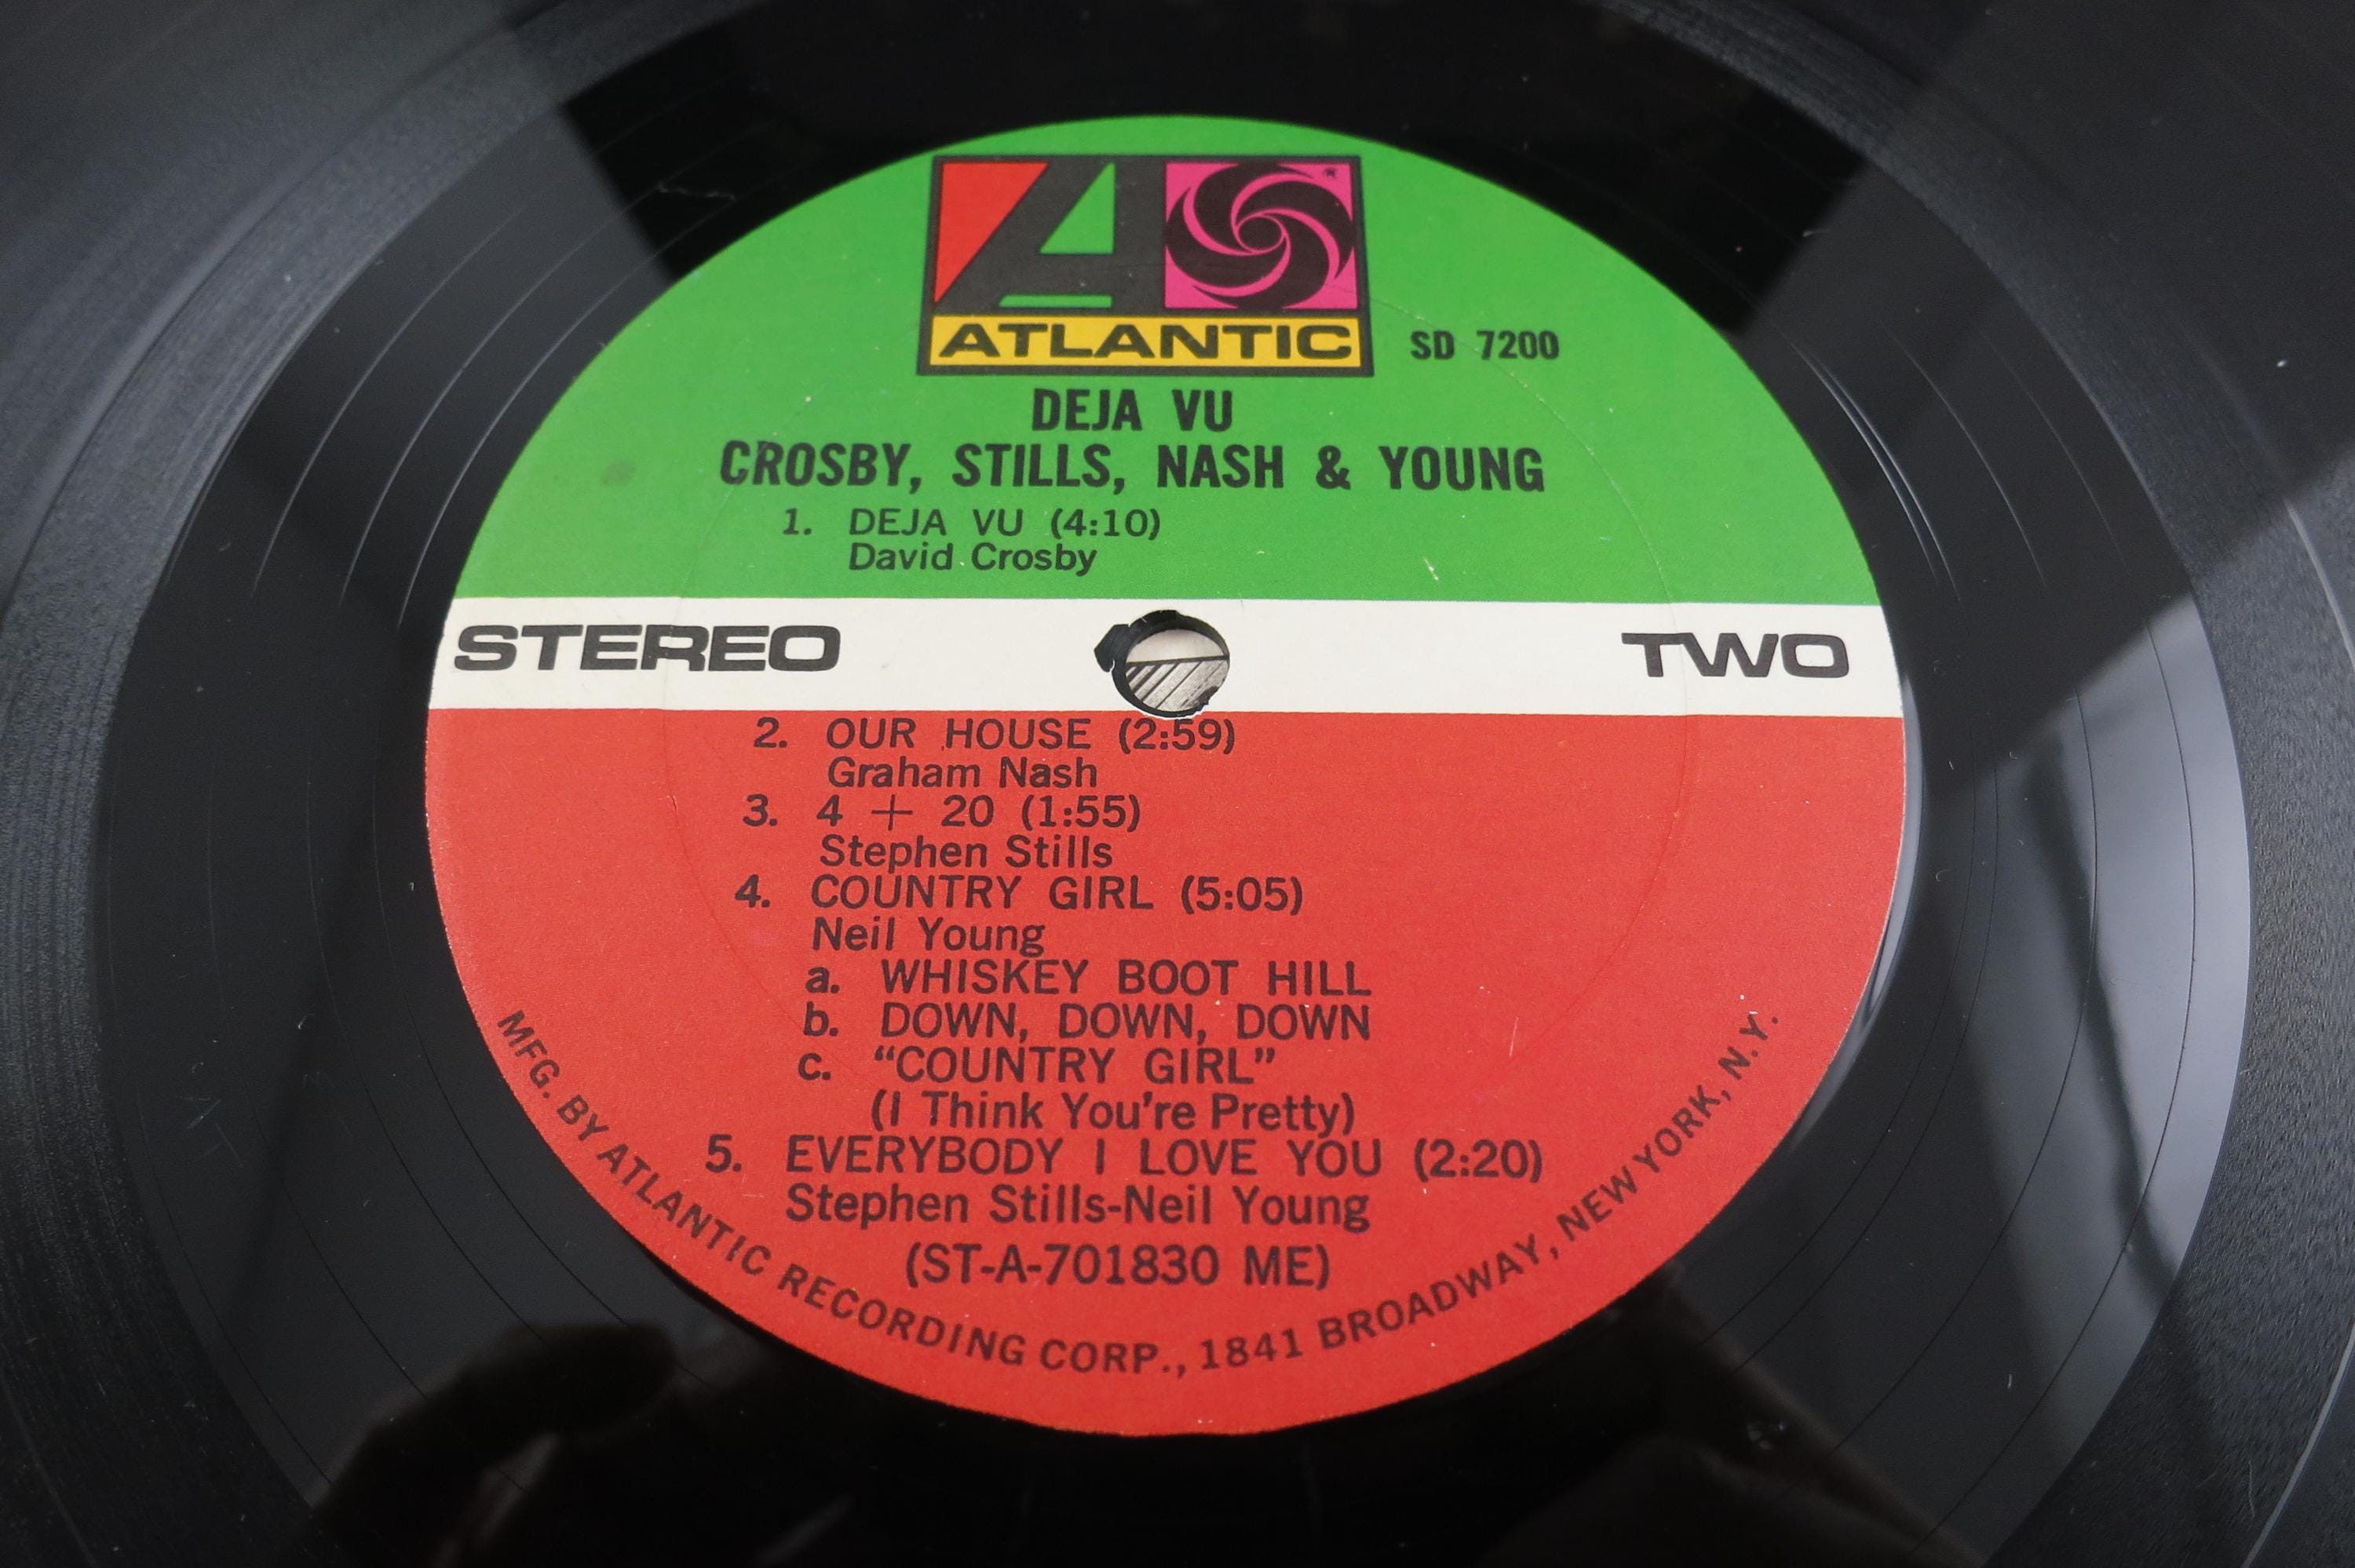 ATLANTIC
SD 7200
DEJA VU
CROSBY, STILLS, NASH & YOUNG
1. DEJA VU (4:10)
David Crosby
STEREO
TWO
2. OUR HOUSE (2:59)
Graham Nash
3. 4 + 20 (1:55)
Stephen Stills
4. COUNTRY GIRL (5:05)
Neil Young
a. WHISKEY BOOT HILL
b. DOWN, DOWN, DOWN
c. “COUNTRY GIRL”
(I Think You're Pretty)
5. EVERYBODY I LOVE YOU (2:20)
Stephen Stills-Neil Young
(ST-A-701830 ME)
MFG. BY ATLANTIC RECORDING CORP., 1841 BROADWAY, NEW YORK, N.Y.